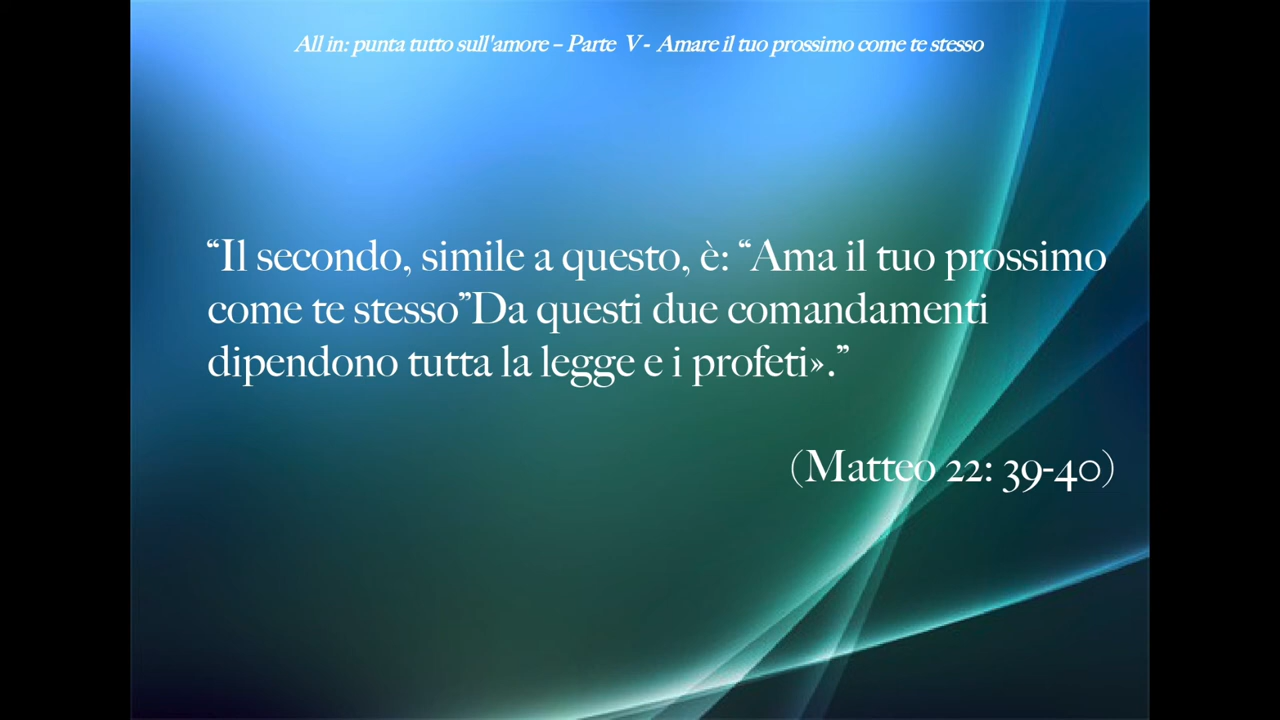 All in: punta tutto sull'amore – Parte V - Amare il tuo prossimo come te stesso
“Il secondo, simile a questo, è: “Ama il tuo prossimo
come te stesso”Da questi due comandamenti
dipendono tutta la legge e i profeti».”
(Matteo 22: 39-40)